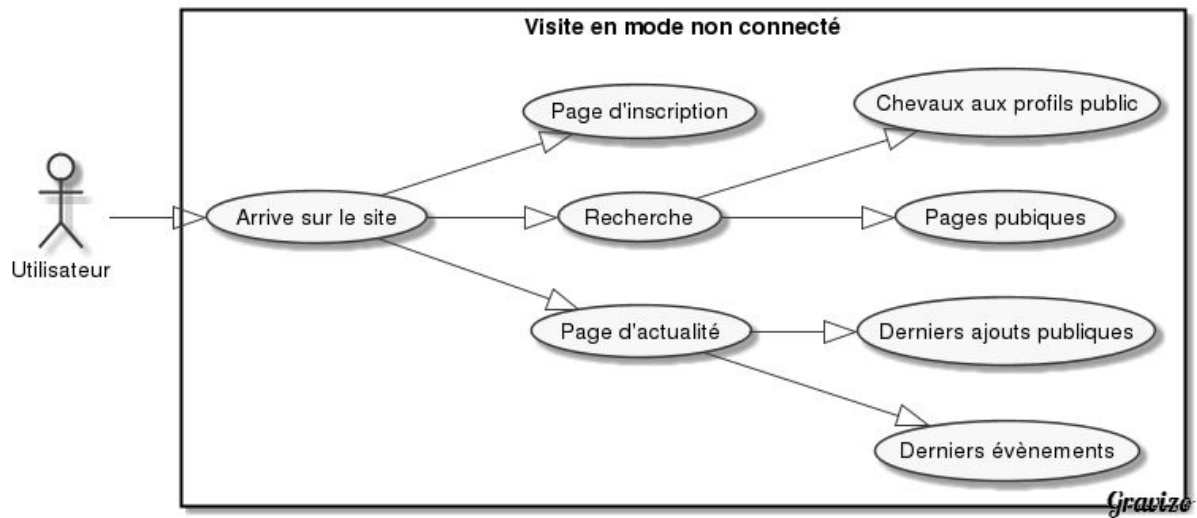 Visite en mode non connecté
Page d'inscription
Chevaux aux profils public
Arrive sur le site
Recherche
Pages pubiques
Utilisateur
Page d'actualité
Derniers ajouts publiques
Derniers évènements
Gravizo